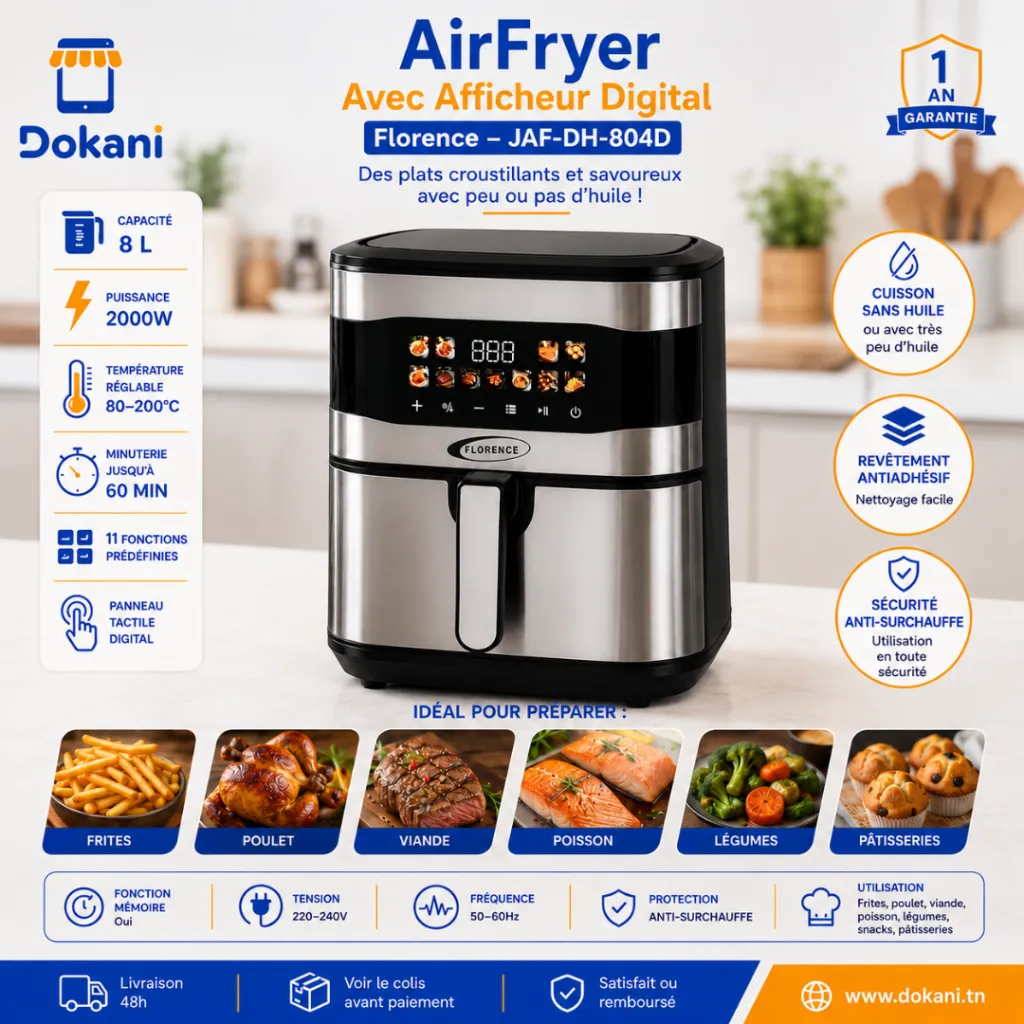 AirFryer
Avec Afficheur Digital
Florence – JAF-DH-804D
Des plats croustillants et savoureux
avec peu ou pas d'huile !
Dokani
1
AN
GARANTIE
CAPACITÉ
8 L
PUISSANCE
2000W
TEMPÉRATURE
RÉGLABLE
80–200°C
MINUTERIE
JUSQU'À
60 MIN
11 FONCTIONS
PRÉDÉFINIES
PANNEAU
TACTILE
DIGITAL
888
FLORENCE
CUISSON
SANS HUILE
ou avec très
peu d'huile
REVÊTEMENT
ANTIADHÉSIF
Nettoyage facile
SÉCURITÉ
ANTI-SURCHAUFFE
Utilisation
en toute
sécurité
IDÉAL POUR PRÉPARER :
FRITES
POULET
VIANDE
POISSON
LÉGUMES
PÂTISSERIES
FONCTION
MÉMOIRE
Oui
TENSION
220–240V
FRÉQUENCE
50–60Hz
PROTECTION
ANTI-SURCHAUFFE
UTILISATION
Frites, poulet, viande,
poisson, légumes,
snacks, pâtisseries
Livraison
48h
Voir le colis
avant paiement
Satisfait ou
remboursé
www.dokani.tn